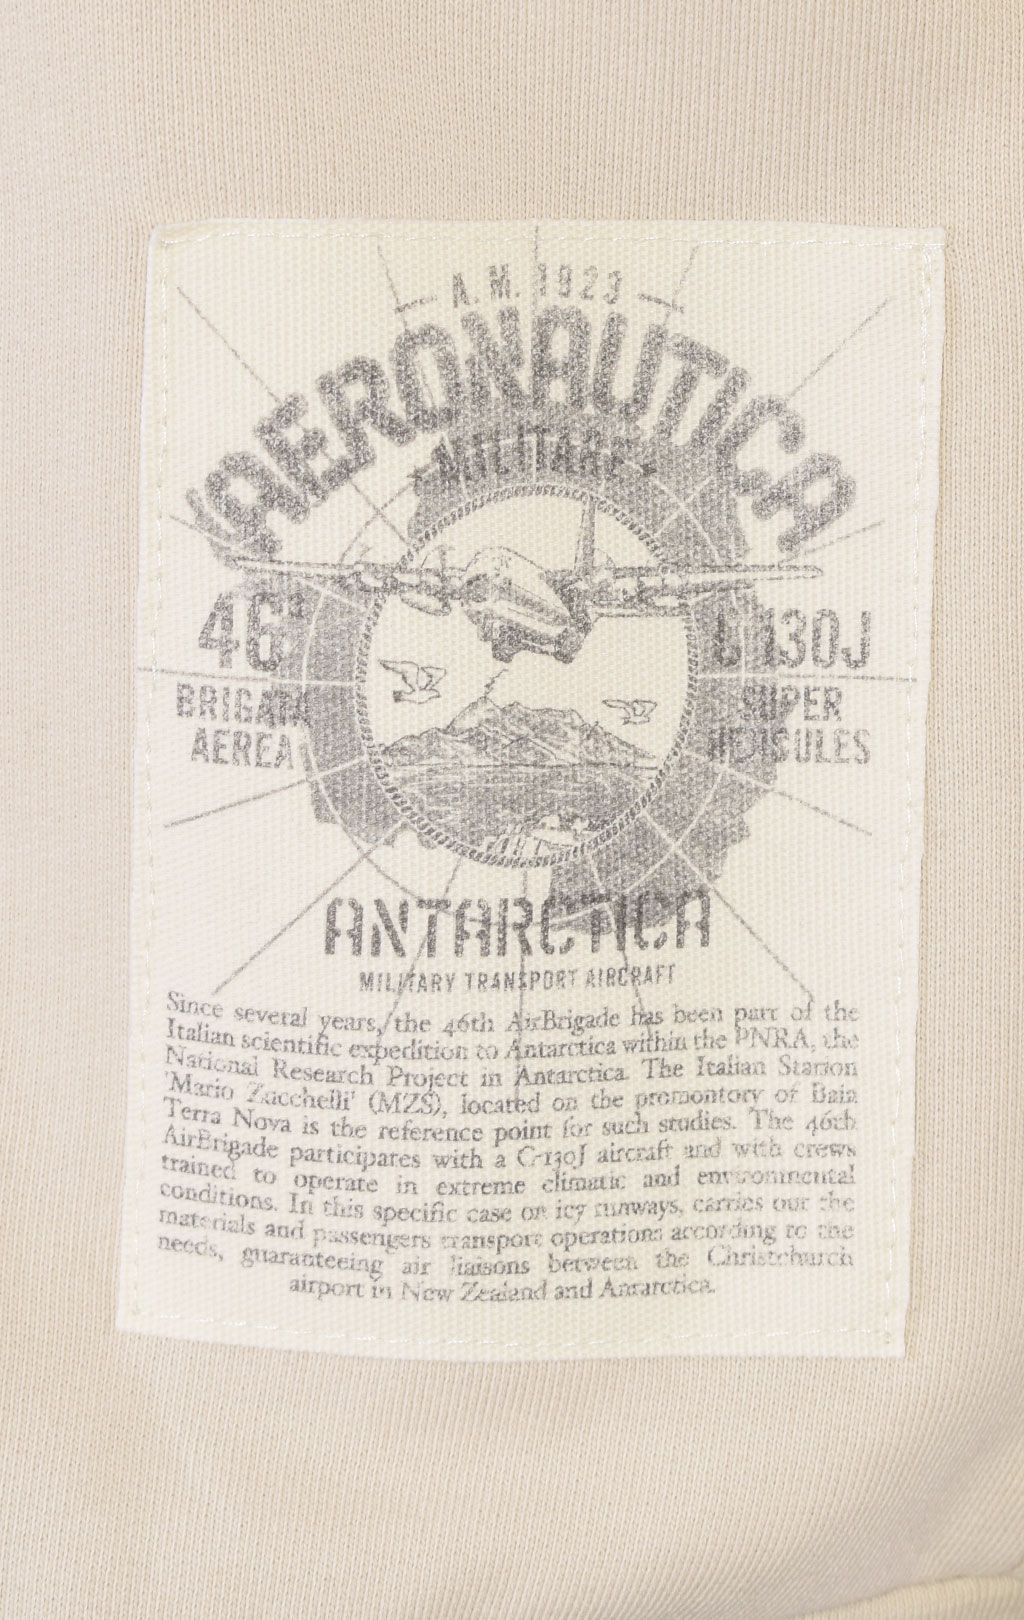 A.M. 1923
AERONAUTICA
-MILITARE-
46ª
BRIGATA
AEREA
C-130J
SUPER
HERCULES
ANTARCTICA
MILITARY TRANSPORT AIRCRAFT
Since several years, the 46th AirBrigade has been part of the
Italian scientific expedition to Antarctica within the PNRA, the
National Research Project in Antarctica. The Italian Station
'Mario Zucchelli' (MZS), located on the promontory of Baia
Terra Nova is the reference point for such studies. The 46th
AirBrigade participates with a C-130J aircraft and with crews
trained to operate in extreme climatic and environmental
conditions. In this specific case on icy runways, carries out the
materials and passengers transport operations according to the
needs, guaranteeing air liaisons between the Christchurch
airport in New Zealand and Antarctica.